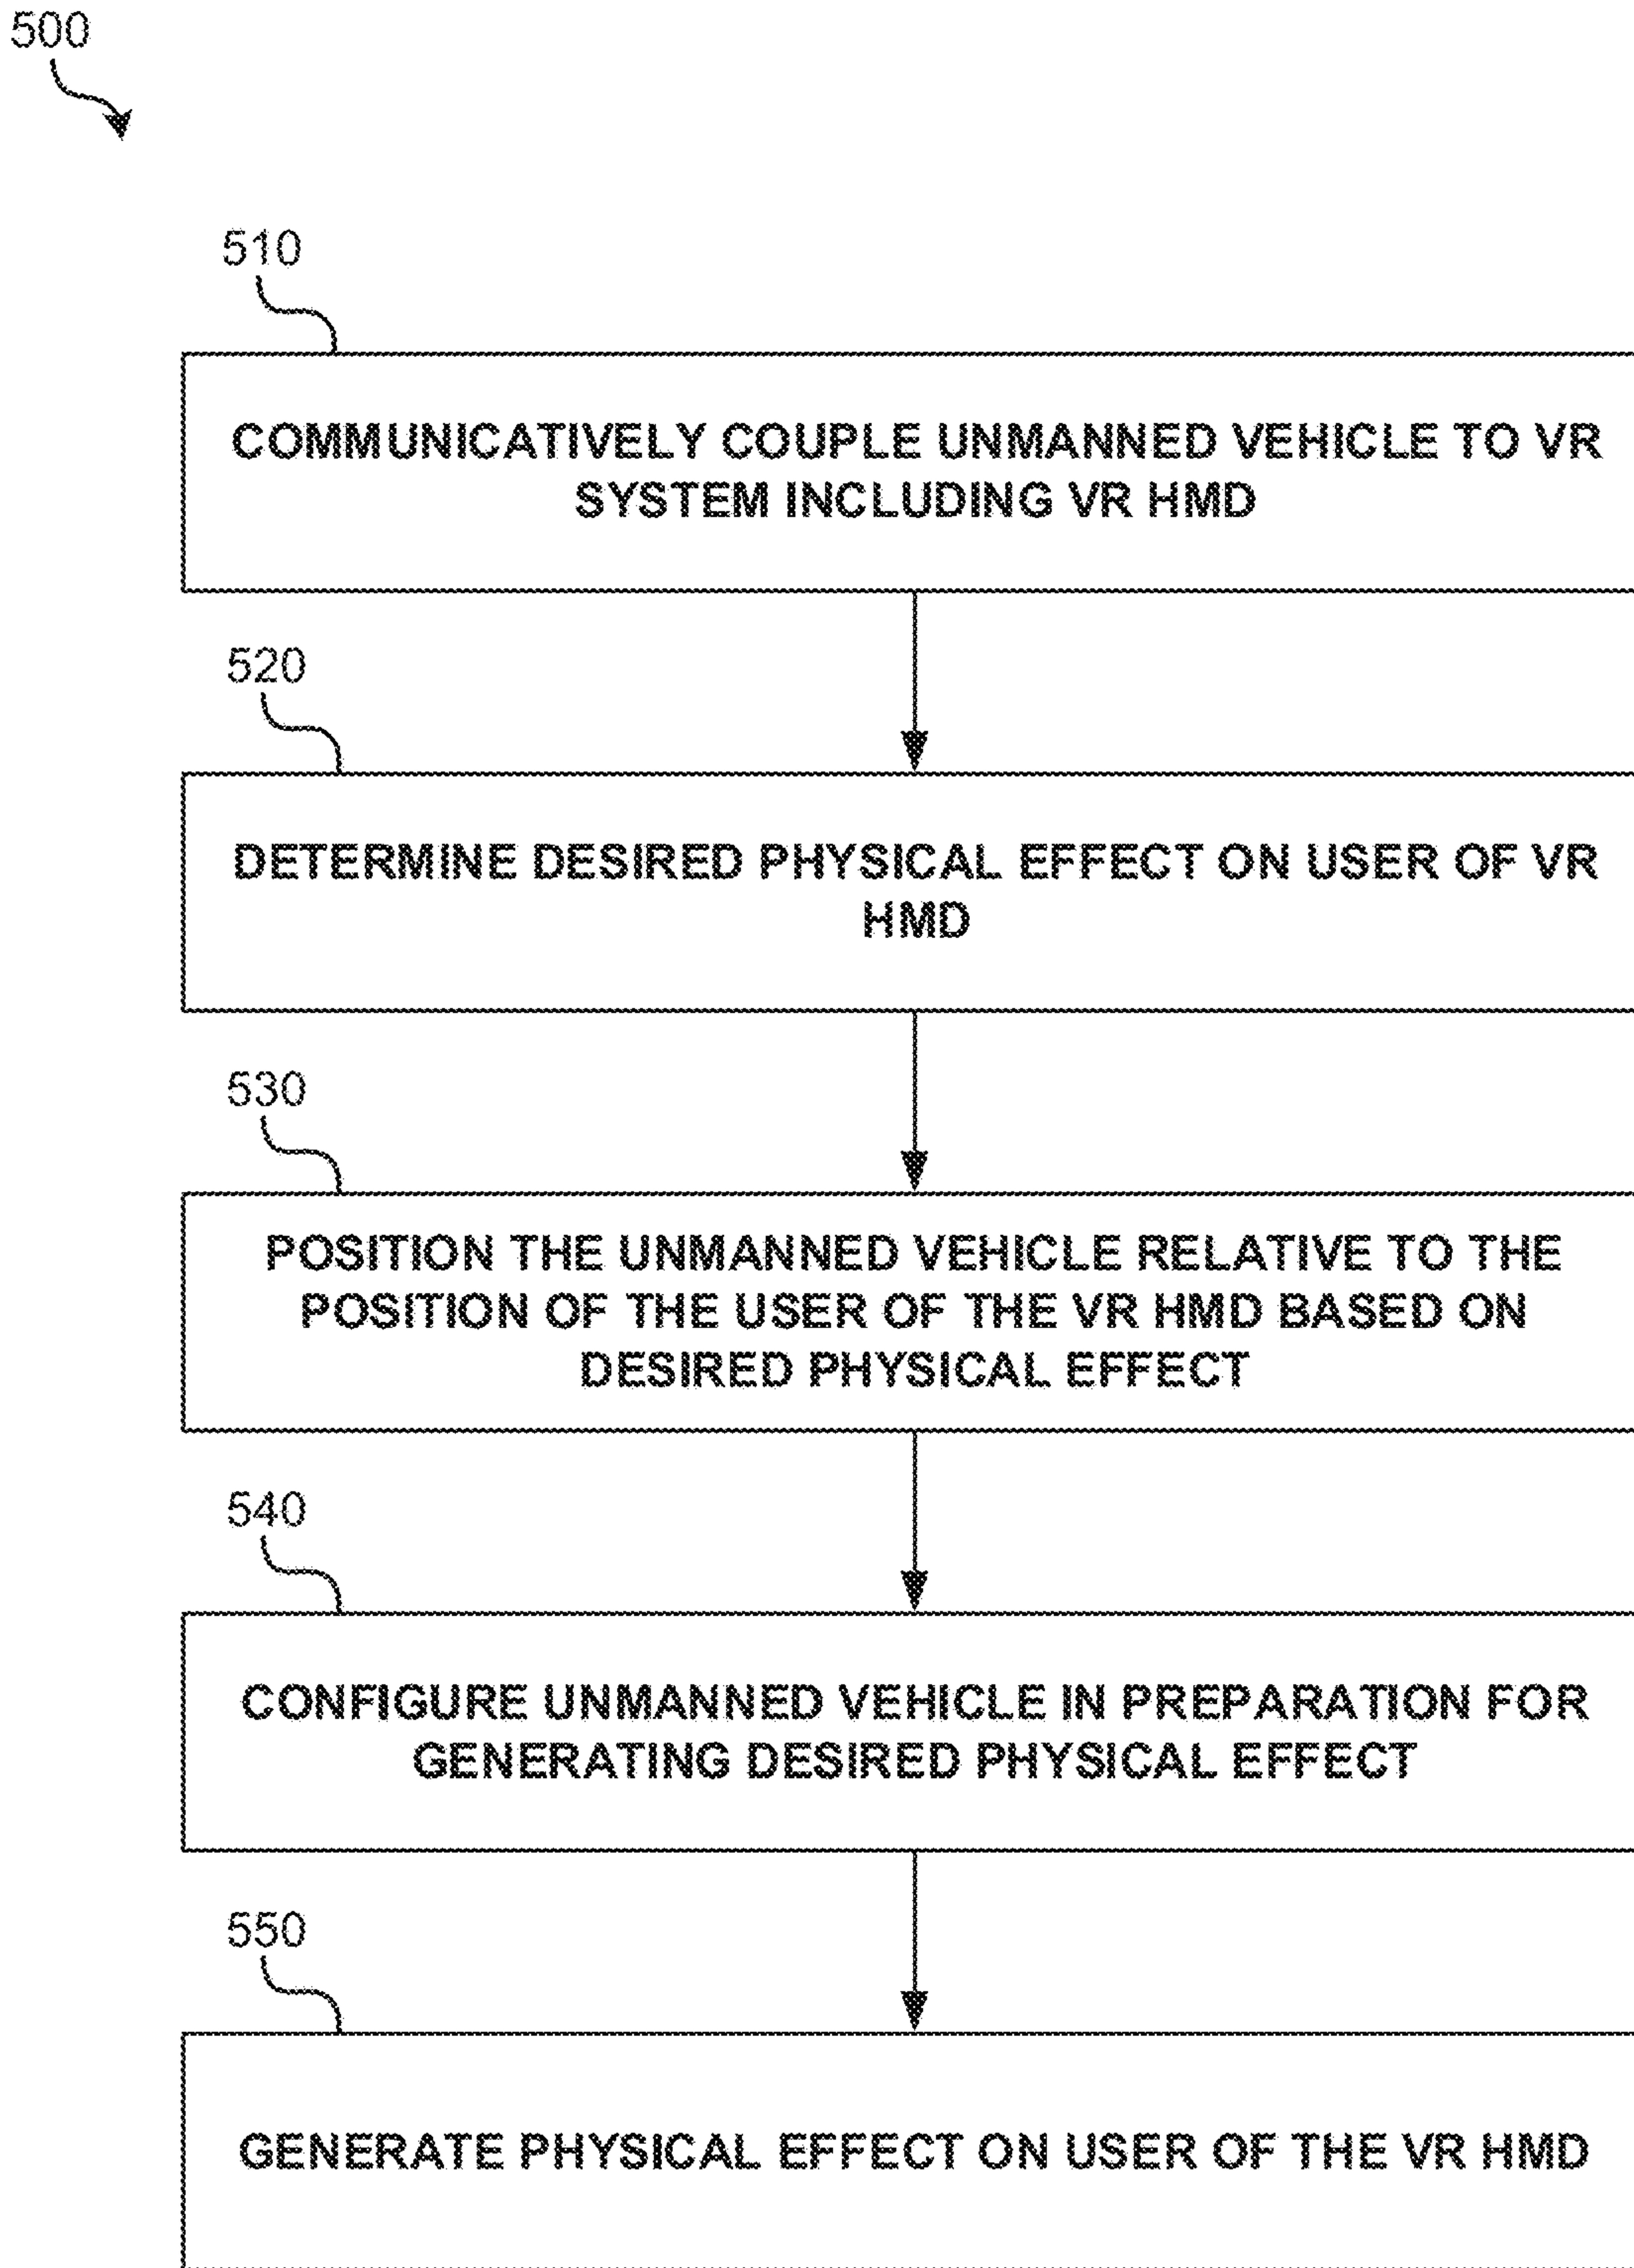 500
510
COMMUNICATIVELY COUPLE UNMANNED VEHICLE TO VR
SYSTEM INCLUDING VR HMD
520
DETERMINE DESIRED PHYSICAL EFFECT ON USER OF VR
HMD
530
POSITION THE UNMANNED VEHICLE RELATIVE TO THE
POSITION OF THE USER OF THE VR HMD BASED ON
DESIRED PHYSICAL EFFECT
540
CONFIGURE UNMANNED VEHICLE IN PREPARATION FOR
GENERATING DESIRED PHYSICAL EFFECT
550
GENERATE PHYSICAL EFFECT ON USER OF THE VR HMD